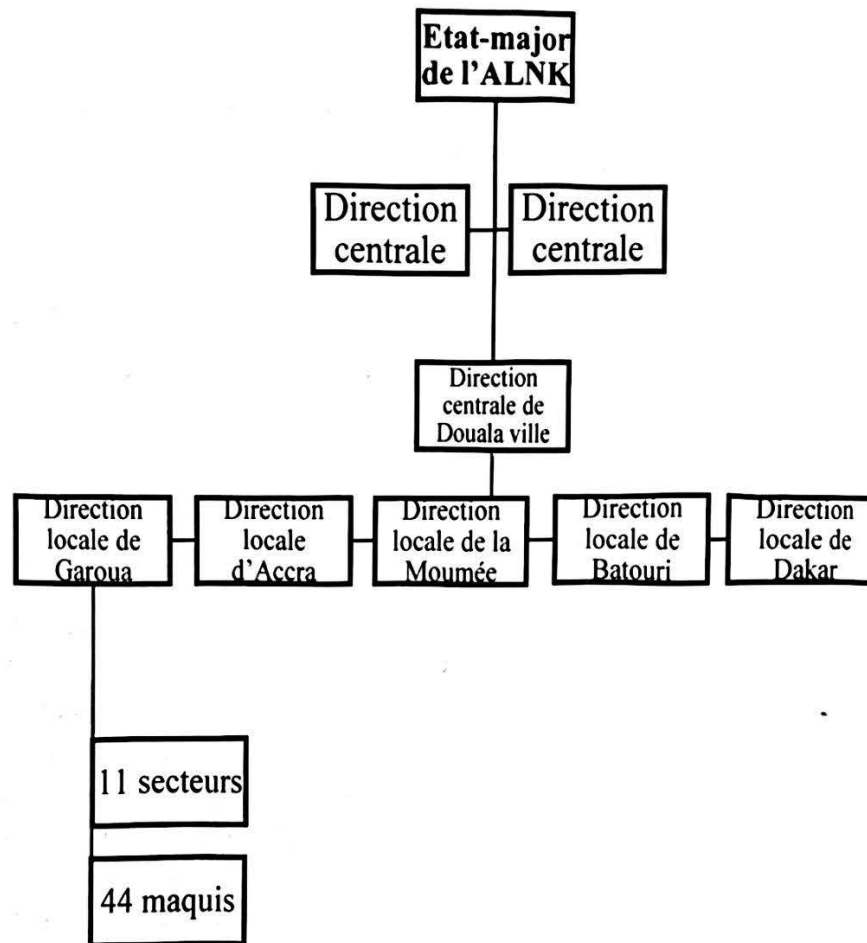 Etat-major
de l'ALNK
Direction
centrale
Direction
centrale
Direction
centrale de
Douala ville
Direction
locale de
Garoua
Direction
locale
d'Accra
Direction
locale de la
Moumée
Direction
locale de
Batouri
Direction
locale de
Dakar
11 secteurs
44 maquis